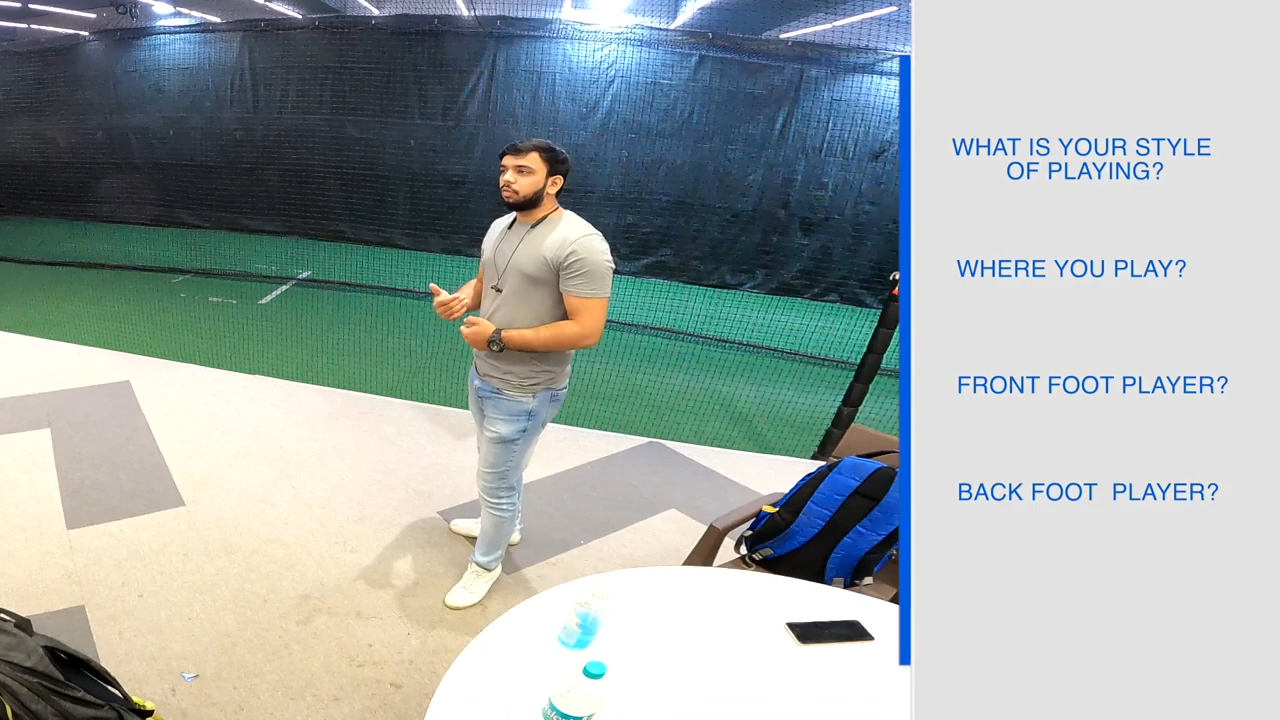 WHAT IS YOUR STYLE
OF PLAYING?
WHERE YOU PLAY?
FRONT FOOT PLAYER?
BACK FOOT  PLAYER?